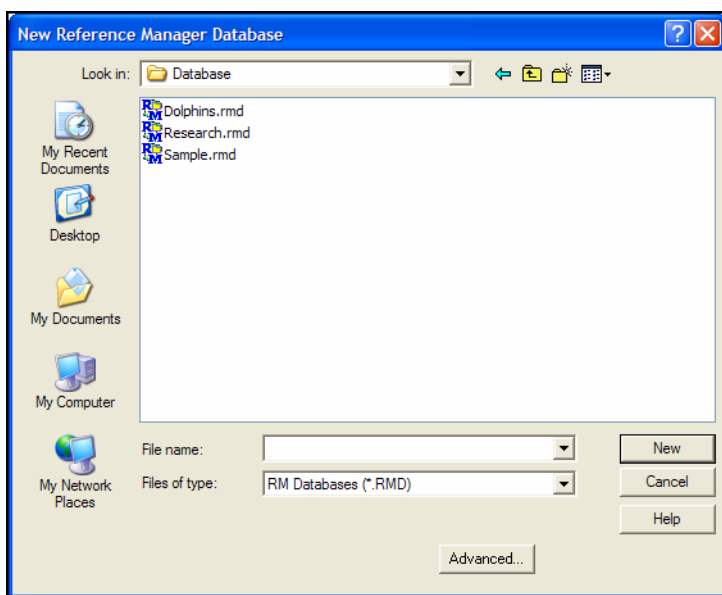 New Reference Manager Database
Look in: Database
My Recent
Documents
Desktop
My Documents
My Computer
My Network
Places
Dolphins.rmd
Research.rmd
Sample.rmd
File name:
New
Files of type: RM Databases (*.RMD)
Cancel
Help
Advanced...